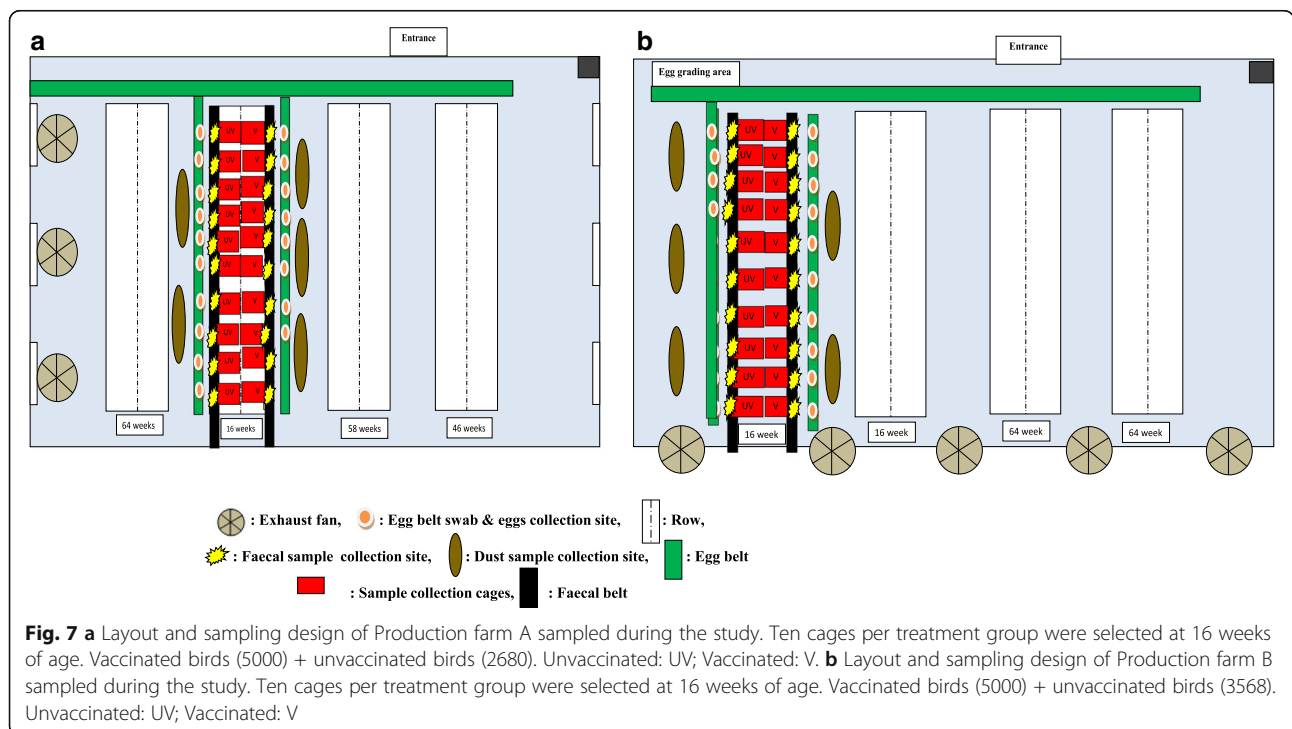 a
Entrance
UV V
UV V
UV V
UV V
UV V
UV V
UV V
UV V
UV V
UV V
64 weeks
16 weeks
58 weeks
46 weeks
b
Entrance
Egg grading area
UV V
UV V
UV V
UV V
UV V
UV V
UV V
UV V
UV V
UV V
16 week
16 week
64 week
64 week
: Exhaust fan, : Egg belt swab & eggs collection site, : Row,
: Faecal sample collection site, : Dust sample collection site, : Egg belt
: Sample collection cages, : Faecal belt
Fig. 7 a Layout and sampling design of Production farm A sampled during the study. Ten cages per treatment group were selected at 16 weeks
of age. Vaccinated birds (5000) + unvaccinated birds (2680). Unvaccinated: UV; Vaccinated: V. b Layout and sampling design of Production farm B
sampled during the study. Ten cages per treatment group were selected at 16 weeks of age. Vaccinated birds (5000) + unvaccinated birds (3568).
Unvaccinated: UV; Vaccinated: V